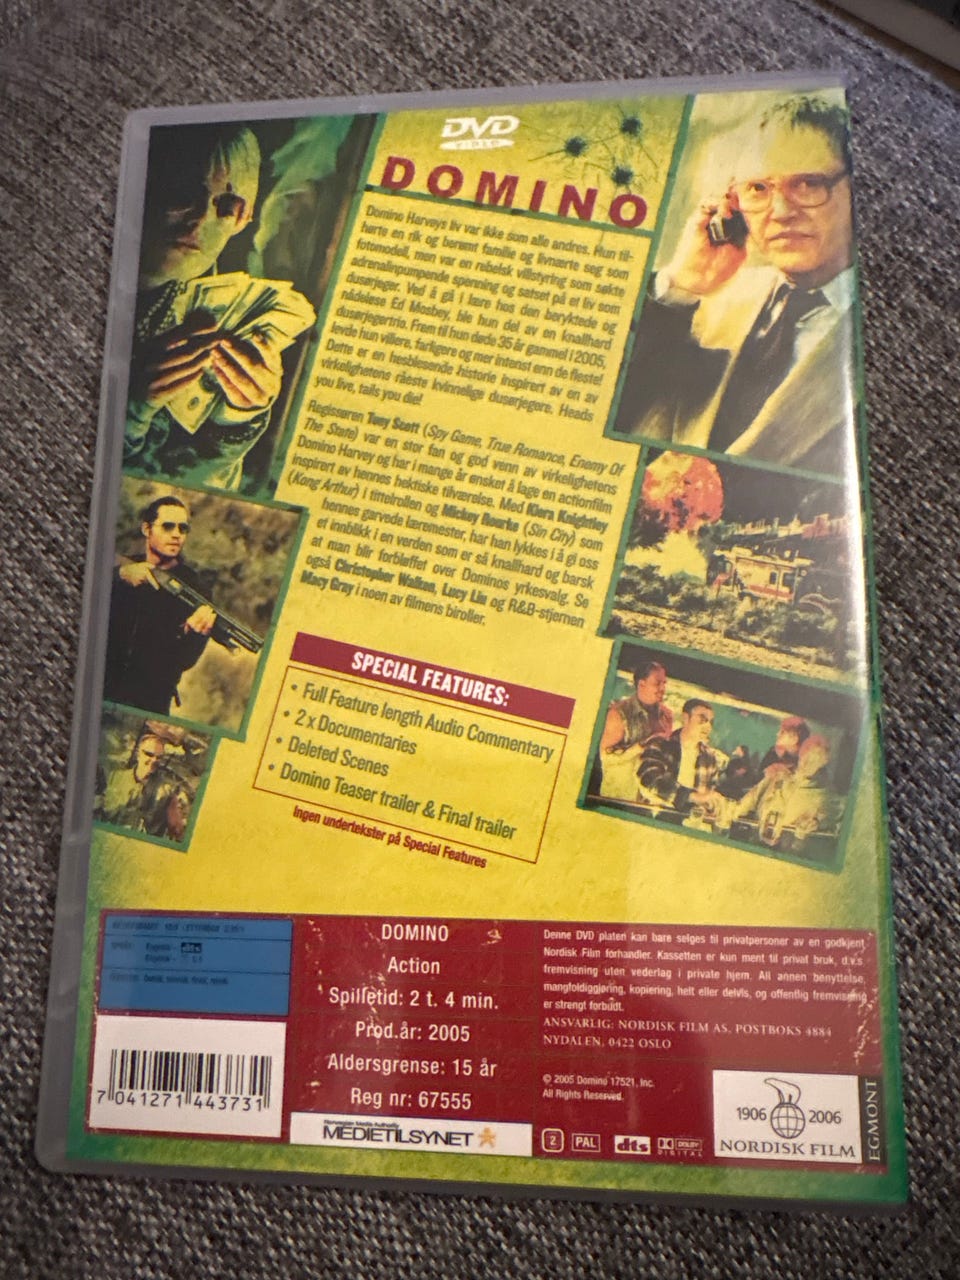 DVD
VIDEO
DOMINO
Domino Harveys liv var ikke som alle andres. Hun til-
hørte en rik og berømt familie og livnærte seg som
fotomodell, men var en rebelsk villstyring som søkte
adrenalinpumpende spenning og satset på et liv som
dusørjeger. Ved å gå i lære hos den beryktede og
nådeløse Ed Mosbey, ble hun del av en knallhard
dusørjegertrio. Frem til hun døde 35 år gammel i 2005,
levde hun villere, farligere og mer intenst enn de fleste!
Dette er en hesblesende historie inspirert av en av
virkelighetens råeste kvinnelige dusørjegere. Heads
you live, tails you die!
Regissøren Tony Scott (Spy Game, True Romance, Enemy Of
The State) var en stor fan og god venn av virkelighetens
Domino Harvey og har i mange år ønsket å lage en actionfilm
inspirert av hennes hektiske tilværelse. Med Kiera Knightley
(Kong Arthur) i tittelrollen og Mickey Rourke (Sin City) som
hennes garvede læremester, har han lykkes i å gi oss
et innblikk i en verden som er så knallhard og barsk
at man blir forbløffet over Dominos yrkesvalg. Se
også Christopher Walken, Lucy Liu og R&B-stjernen
Macy Gray i noen av filmens biroller.
SPECIAL FEATURES:
• Full Feature length Audio Commentary
• 2 x Documentaries
• Deleted Scenes
• Domino Teaser trailer & Final trailer
Ingen undertekster på Special Features
Engelsk - dts
Engelsk - 5.1
7 041271 443731
DOMINO
Action
Spilletid: 2 t. 4 min.
Prod.år: 2005
Aldersgrense: 15 år
Reg nr: 67555
Norwegian Media Authority
MEDIETILSYNET
Denne DVD platen kan bare selges til privatpersoner av en godkjent
Nordisk Film forhandler. Kassetten er kun ment til privat bruk, d.v.s.
fremvisning uten vederlag i private hjem. All annen benyttelse,
mangfoldiggjøring, kopiering, helt eller delvis, og offentlig fremvisning
er strengt forbudt.
ANSVARLIG: NORDISK FILM AS, POSTBOKS 4884
NYDALEN, 0422 OSLO
© 2005 Domino 17521, Inc.
All Rights Reserved.
2 PAL dts DOLBY
DIGITAL
1906 2006
NORDISK FILM
EGMONT